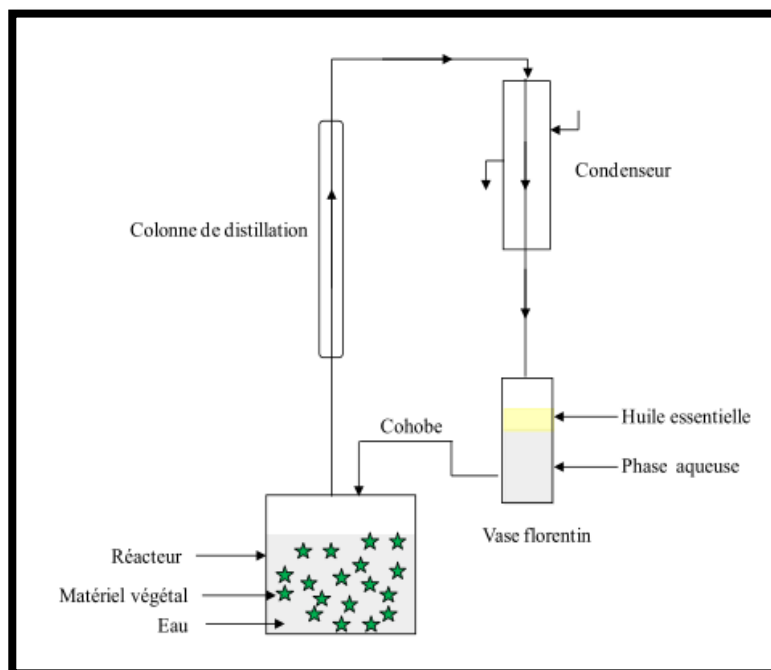 Condenseur
Colonne de distillation
Huile essentielle
Cohobe
Phase aqueuse
Vase florentin
Réacteur
Matériel végétal
Eau